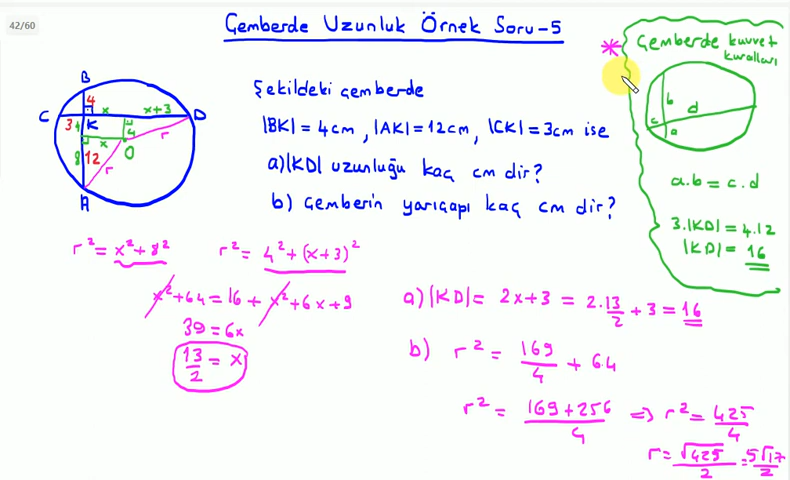 42/60
Çemberde Uzunluk Örnek Soru-5
B
4
x
x+3
C
D
3
4
K
4
r
x
8
12
O
r
A
Şekildeki çemberde
|BK|= 4cm, |AK|=12cm, |CK|=3cm ise
a)|KD| uzunluğu kaç cm dir?
b) Çemberin yarıçapı kaç cm dir?
* Çemberde kuvvet
kuralları
b
d
c
a
a.b = c.d
3.|KD| = 4.12
|KD| = 16
r² = x²+8²
r² = 4²+(x+3)²
x²+64 = 16 + x²+6x+9
39 = 6x
13/2 = x
a) |KD| = 2x+3 = 2.13/2 + 3 = 16
b) r² = 169/4 + 64
r² = 169+256/4 ⇒ r² = 425/4
r = √425/2 = 5√17/2